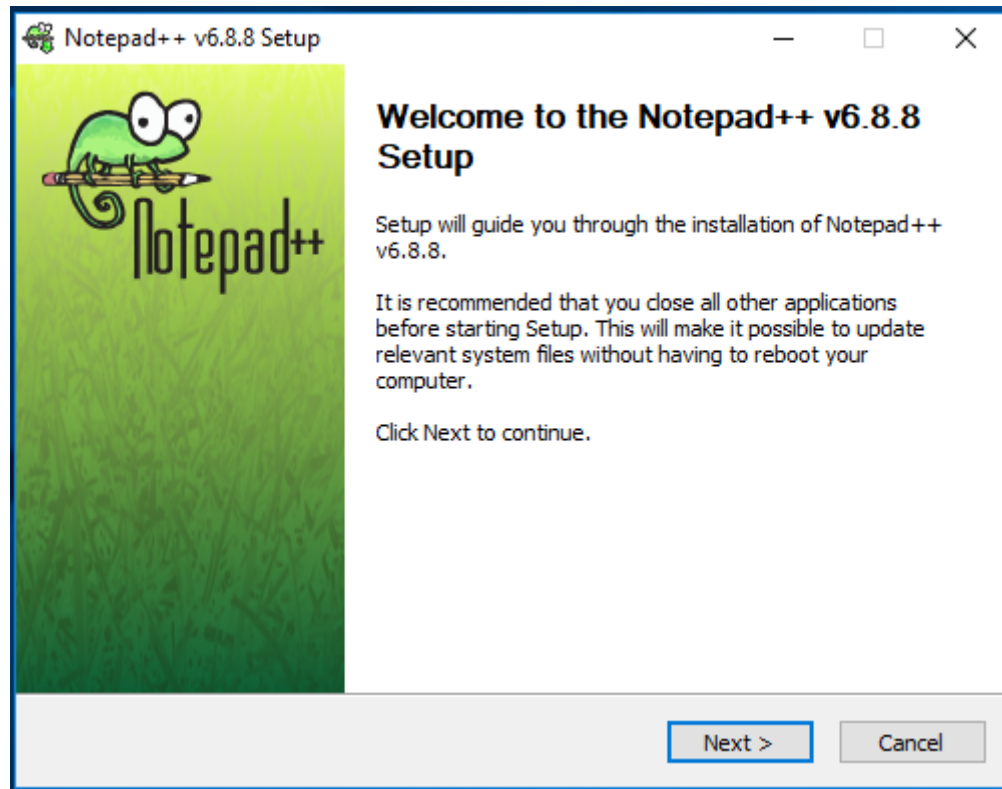 Notepad++ v6.8.8 Setup
Notepad++
Welcome to the Notepad++ v6.8.8
Setup
Setup will guide you through the installation of Notepad++
v6.8.8.
It is recommended that you close all other applications
before starting Setup. This will make it possible to update
relevant system files without having to reboot your
computer.
Click Next to continue.
Next >
Cancel